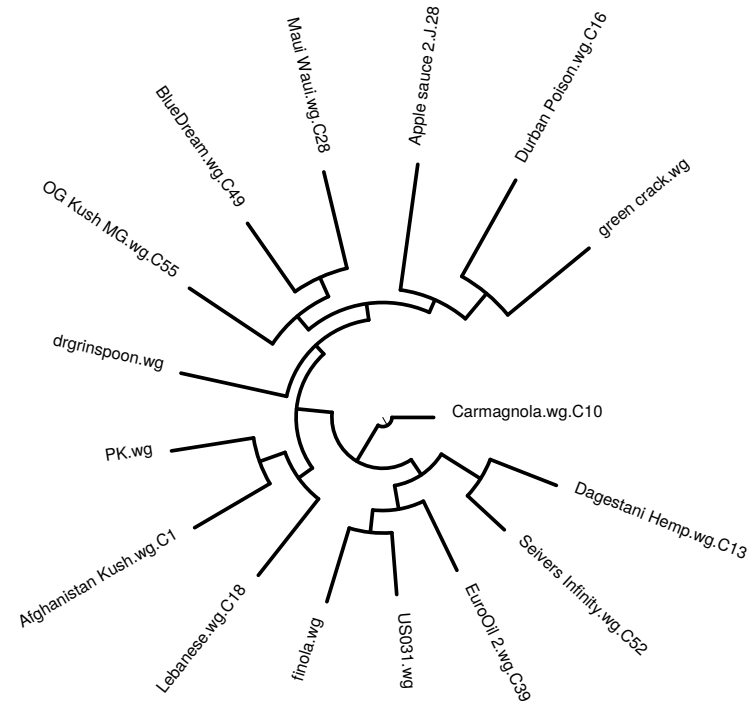 Maui Waui.wg.C28
Apple sauce 2.J.28
Durban Poison.wg.C16
BlueDream.wg.C49
green crack.wg
OG Kush MG.wg.C55
drgrinspoon.wg
Carmagnola.wg.C10
PK.wg
Dagestani Hemp.wg.C13
Afghanistan Kush.wg.C1
Seivers Infinity.wg.C52
Lebanese.wg.C18
EuroOil 2.wg.C39
finola.wg
US031.wg